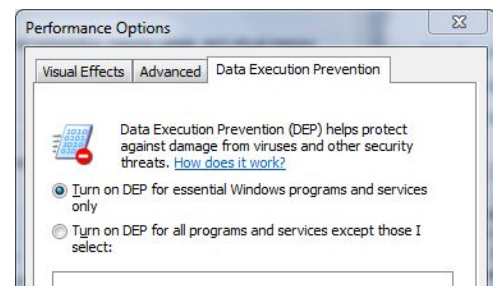 Performance Options
Visual Effects Advanced Data Execution Prevention
Data Execution Prevention (DEP) helps protect
against damage from viruses and other security
threats. How does it work?
Turn on DEP for essential Windows programs and services
only
Turn on DEP for all programs and services except those I
select: